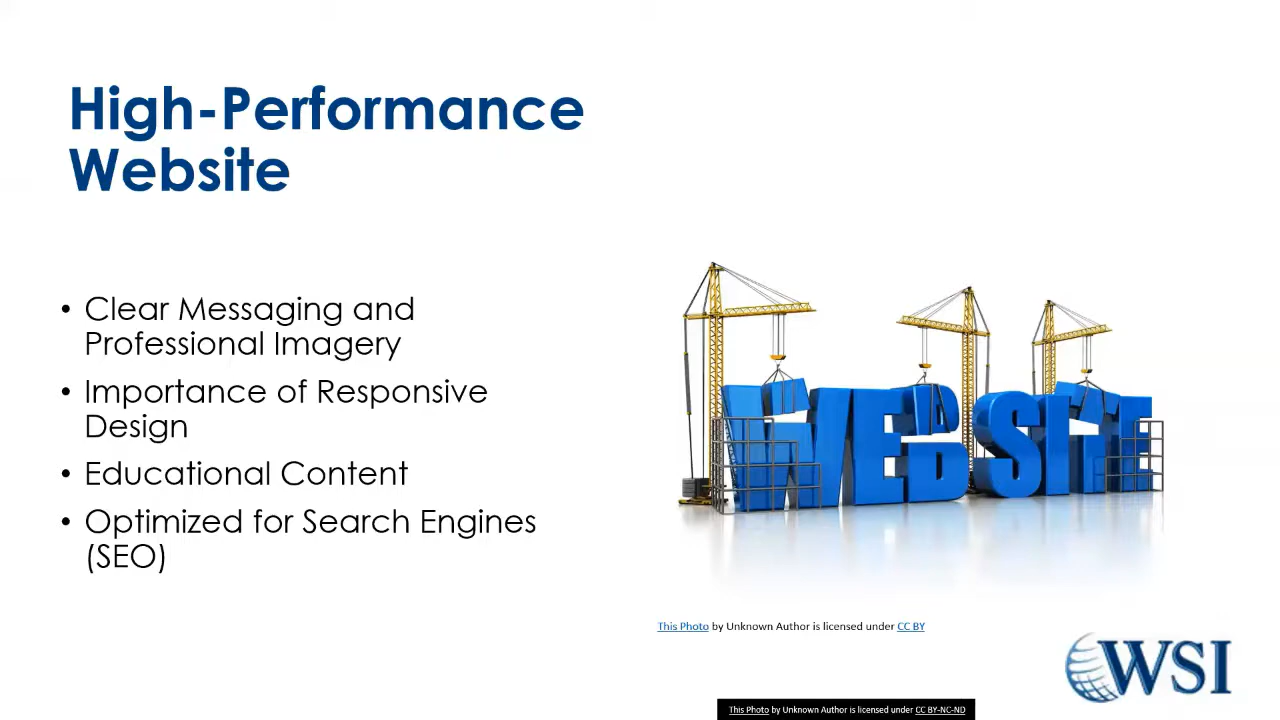 High-Performance
Website
• Clear Messaging and
Professional Imagery
• Importance of Responsive
Design
• Educational Content
• Optimized for Search Engines
(SEO)
WEBSITE
This Photo by Unknown Author is licensed under CC BY
WSI
This Photo by Unknown Author is licensed under CC BY-NC-ND